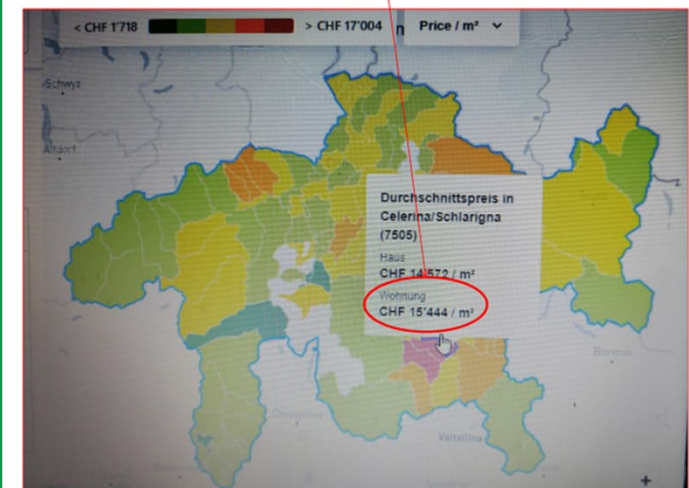 < CHF 1'718
> CHF 17'004
Price / m²
Schwyz
Altdorf
Durchschnittspreis in
Celerina/Schlarigna
(7505)
Haus
CHF 14'572 / m²
Wohnung
CHF 15'444 / m²
Bormio
Valtellina
+